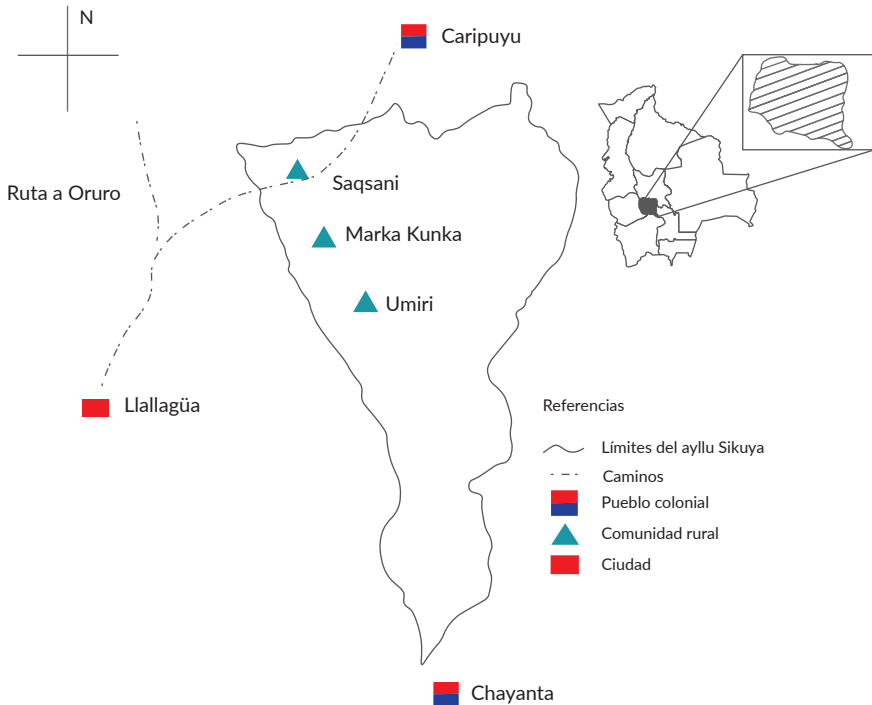 N
Caripuyu
Saqsani
Ruta a Oruro
Marka Kunka
Umiri
Llallagüa
Referencias
Límites del ayllu Sikuya
Caminos
Pueblo colonial
Comunidad rural
Ciudad
Chayanta